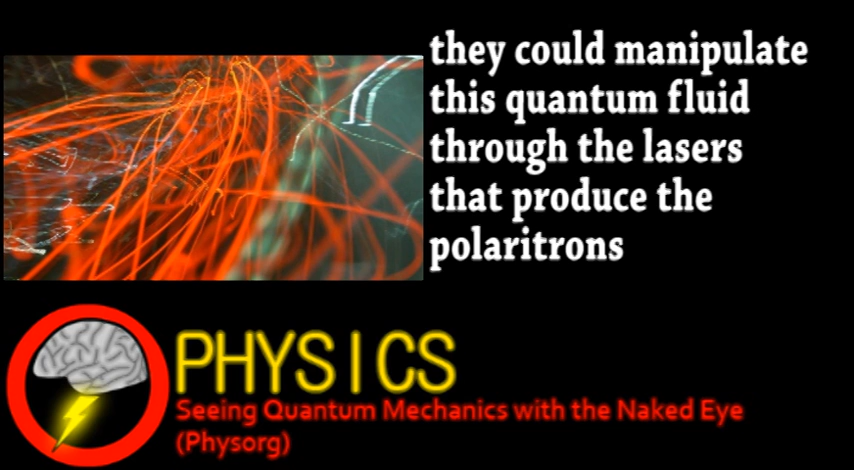 they could manipulate
this quantum fluid
through the lasers
that produce the
polaritrons
PHYSICS
Seeing Quantum Mechanics with the Naked Eye
(Physorg)